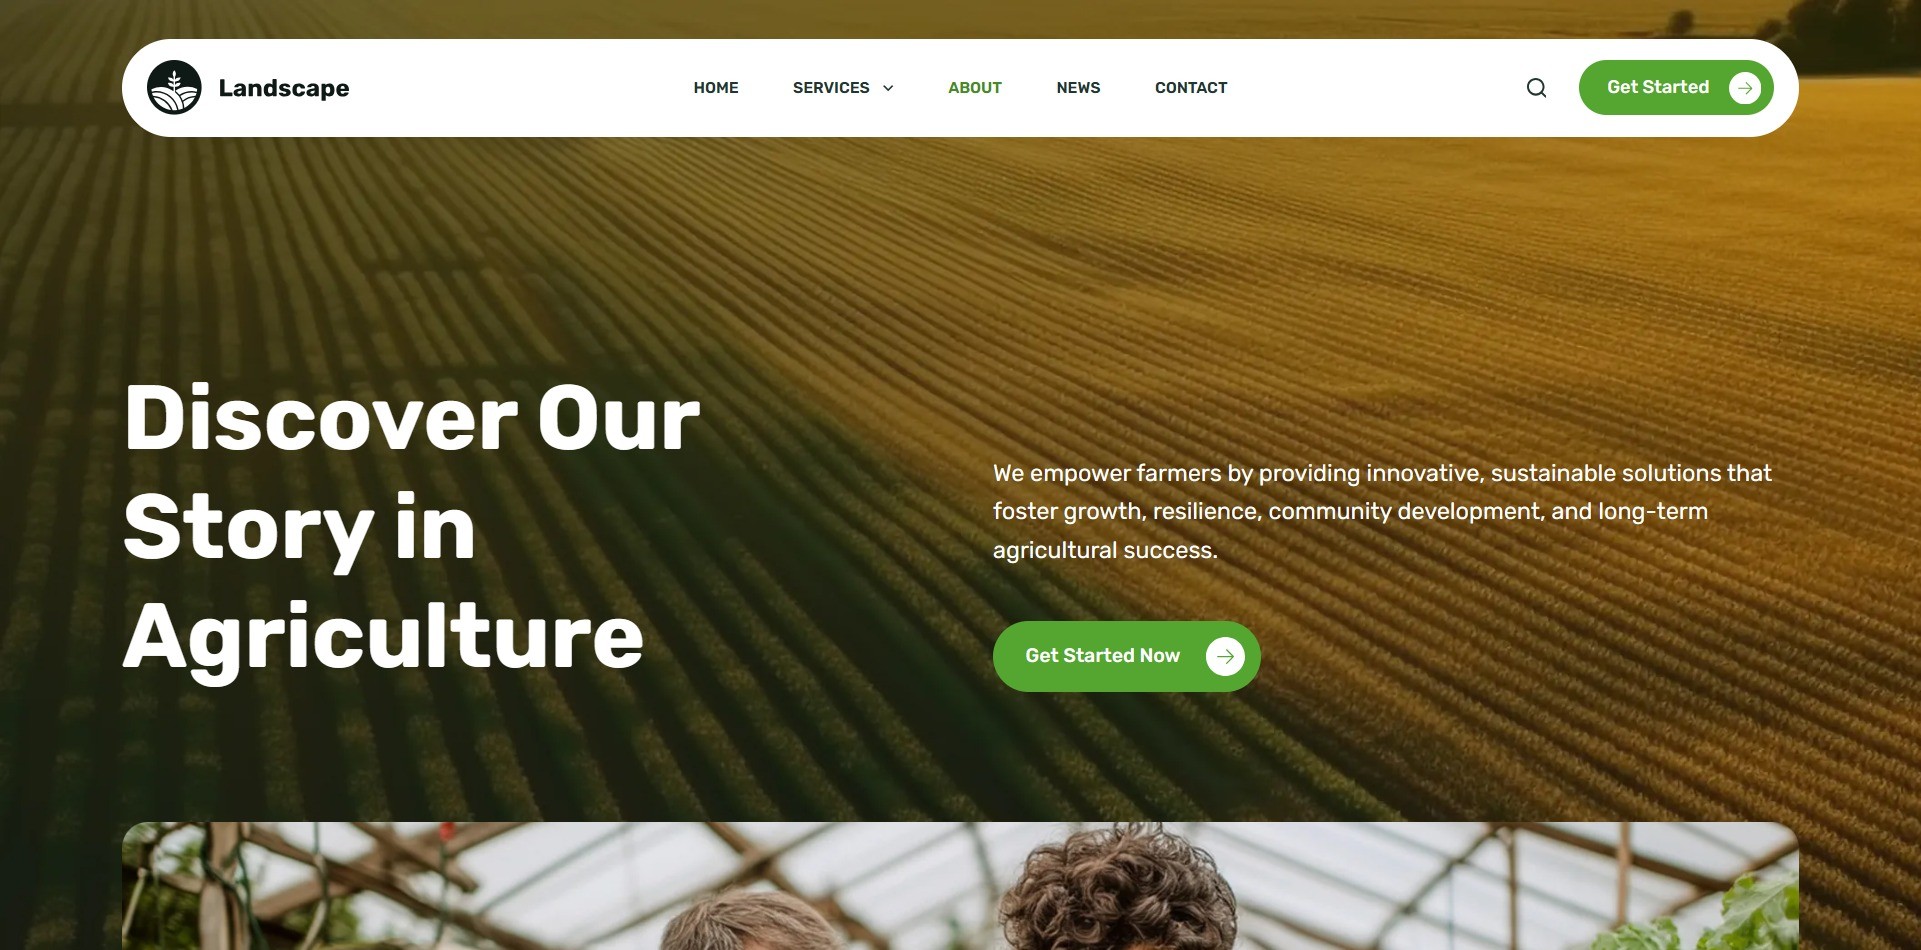 Landscape
HOME
SERVICES
ABOUT
NEWS
CONTACT
Get Started
Discover Our
Story in
Agriculture
We empower farmers by providing innovative, sustainable solutions that
foster growth, resilience, community development, and long-term
agricultural success.
Get Started Now